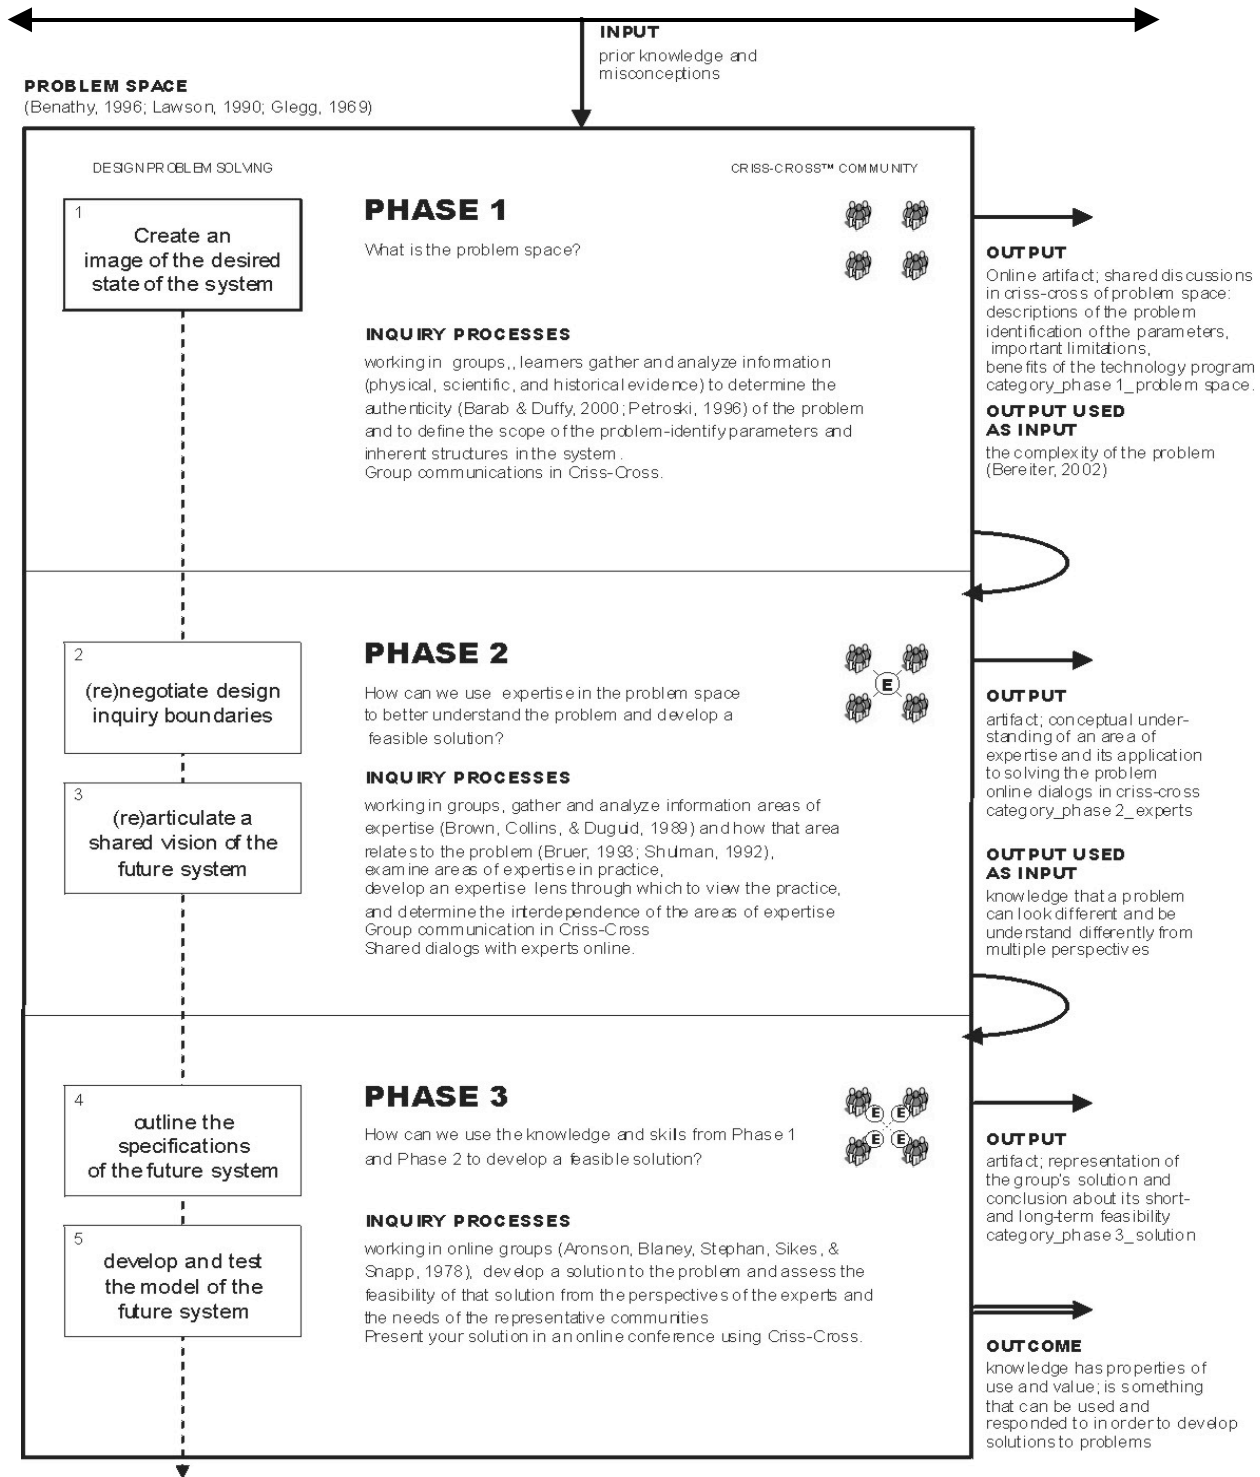 INPUT
prior knowledge and
misconceptions
PROBLEM SPACE
(Benathy, 1996; Lawson, 1990; Glegg, 1969)
DESIGN PROBLEM SOLVING
CRISS-CROSS™ COMMUNITY
1
Create an
image of the desired
state of the system
PHASE 1
What is the problem space?
INQUIRY PROCESSES
working in groups,, learners gather and analyze information
(physical, scientific, and historical evidence) to determine the
authenticity (Barab & Duffy, 2000; Petroski, 1996) of the problem
and to define the scope of the problem-identify parameters and
inherent structures in the system.
Group communications in Criss-Cross.
OUTPUT
Online artifact; shared discussions
in criss-cross of problem space:
descriptions of the problem
identification of the parameters,
important limitations,
benefits of the technology program
category_phase 1_problem space.
OUTPUT USED
AS INPUT
the complexity of the problem
(Bereiter, 2002)
2
(re)negotiate design
inquiry boundaries
3
(re)articulate a
shared vision of the
future system
PHASE 2
How can we use expertise in the problem space
to better understand the problem and develop a
feasible solution?
E
INQUIRY PROCESSES
working in groups, gather and analyze information areas of
expertise (Brown, Collins, & Duguid, 1989) and how that area
relates to the problem (Bruer, 1993; Shulman, 1992),
examine areas of expertise in practice,
develop an expertise lens through which to view the practice,
and determine the interdependence of the areas of expertise
Group communication in Criss-Cross
Shared dialogs with experts online.
OUTPUT
artifact; conceptual under-
standing of an area of
expertise and its application
to solving the problem
online dialogs in criss-cross
category_phase 2_experts
OUTPUT USED
AS INPUT
knowledge that a problem
can look different and be
understand differently from
multiple perspectives
4
outline the
specifications
of the future system
5
develop and test
the model of the
future system
PHASE 3
How can we use the knowledge and skills from Phase 1
and Phase 2 to develop a feasible solution?
E E
E E
INQUIRY PROCESSES
working in online groups (Aronson, Blaney, Stephan, Sikes, &
Snapp, 1978), develop a solution to the problem and assess the
feasibility of that solution from the perspectives of the experts and
the needs of the representative communities
Present your solution in an online conference using Criss-Cross.
OUTPUT
artifact; representation of
the group's solution and
conclusion about its short-
and long-term feasibility
category_phase 3_solution
OUTCOME
knowledge has properties of
use and value; is something
that can be used and
responded to in order to develop
solutions to problems